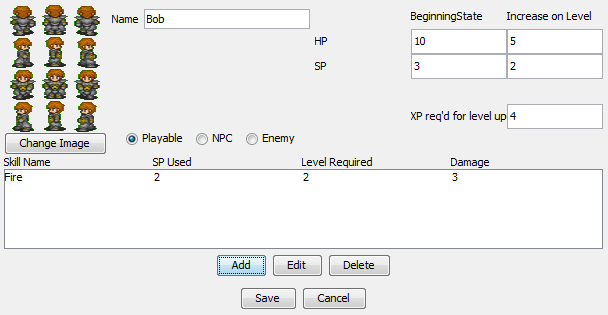 Name Bob BeginningState Increase on Level
HP 10 5
SP 3 2
XP req'd for level up 4
Change Image Playable NPC Enemy
Skill Name SP Used Level Required Damage
Fire 2 2 3
Add Edit Delete
Save Cancel